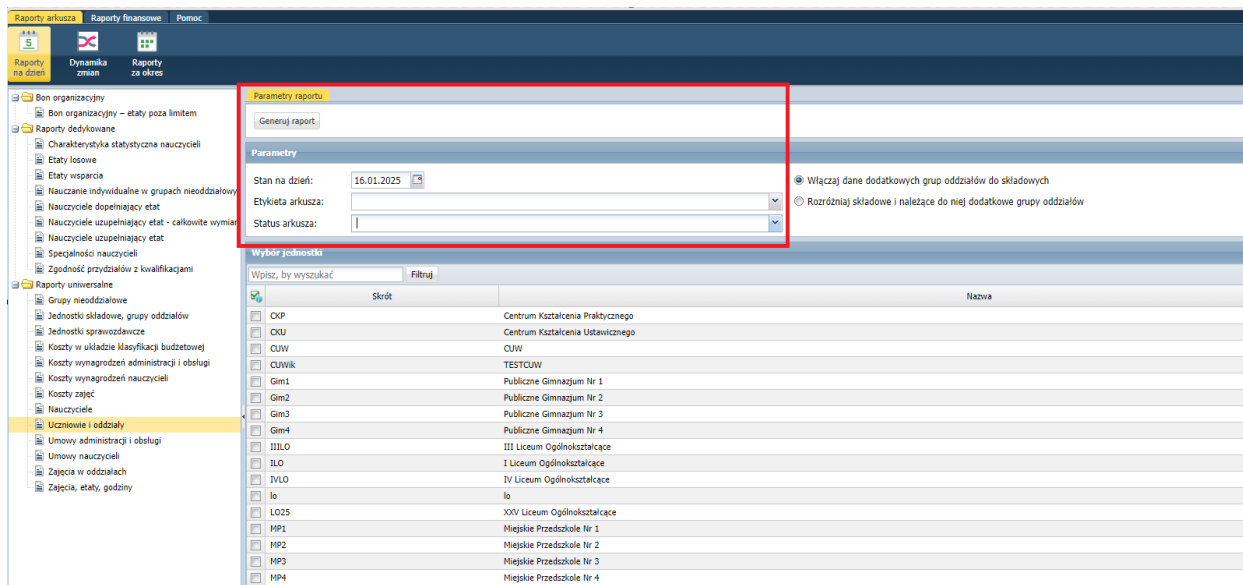 Raporty arkusza Raporty finansowe Pomoc
5
Raporty na dzień
Dynamika zmian
Raporty za okres
Bon organizacyjny
Bon organizacyjny – etaty poza limitem
Raporty dedykowane
Charakterystyka statystyczna nauczycieli
Etaty losowe
Etaty wsparcia
Nauczanie indywidualne w grupach nieoddziałowy
Nauczyciele dopełniający etat
Nauczyciele uzupełniający etat - całkowite wymiar
Nauczyciele uzupełniający etat
Specjalności nauczycieli
Zgodność przydziałów z kwalifikacjami
Raporty uniwersalne
Grupy nieoddziałowe
Jednostki składowe, grupy oddziałów
Jednostki sprawozdawcze
Koszty w układzie klasyfikacji budżetowej
Koszty wynagrodzeń administracji i obsługi
Koszty wynagrodzeń nauczycieli
Koszty zajęć
Nauczyciele
Uczniowie i oddziały
Umowy administracji i obsługi
Umowy nauczycieli
Zajęcia w oddziałach
Zajęcia, etaty, godziny
Parametry raportu
Generuj raport
Parametry
Stan na dzień: 16.01.2025
Etykieta arkusza:
Status arkusza:
Włączaj dane dodatkowych grup oddziałów do składowych
Rozróżniaj składowe i należące do niej dodatkowe grupy oddziałów
Wybór jednostki
Wpisz, by wyszukać Filtruj
Skrót Nazwa
CKP Centrum Kształcenia Praktycznego
CKU Centrum Kształcenia Ustawicznego
CUW CUW
CUWik TESTCUW
Gim1 Publiczne Gimnazjum Nr 1
Gim2 Publiczne Gimnazjum Nr 2
Gim3 Publiczne Gimnazjum Nr 3
Gim4 Publiczne Gimnazjum Nr 4
IIILO III Liceum Ogólnokształcące
ILO I Liceum Ogólnokształcące
IVLO IV Liceum Ogólnokształcące
lo lo
LO25 XXV Liceum Ogólnokształcące
MP1 Miejskie Przedszkole Nr 1
MP2 Miejskie Przedszkole Nr 2
MP3 Miejskie Przedszkole Nr 3
MP4 Miejskie Przedszkole Nr 4